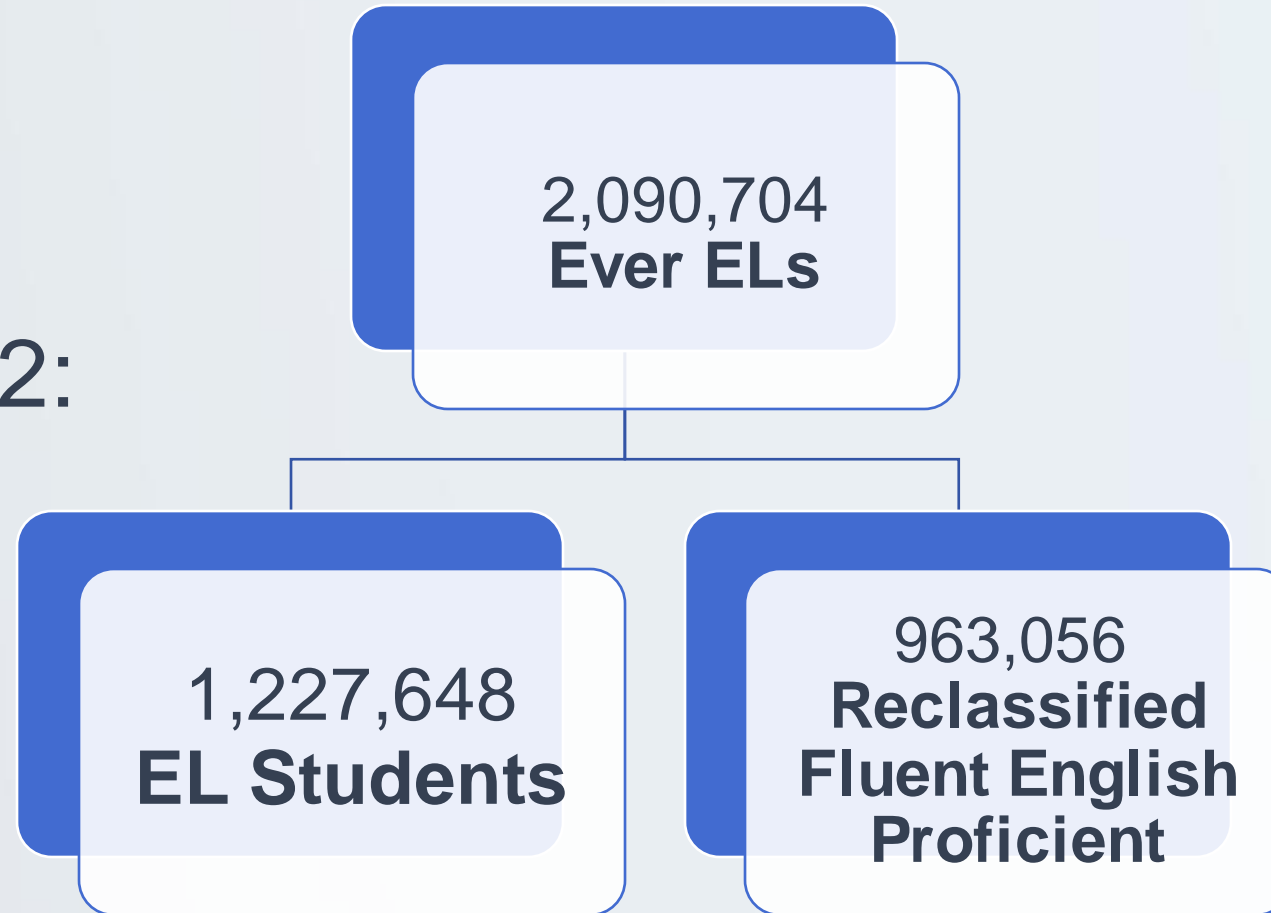 2,090,704
Ever ELs
2:
1,227,648
EL Students
963,056
Reclassified
Fluent English
Proficient